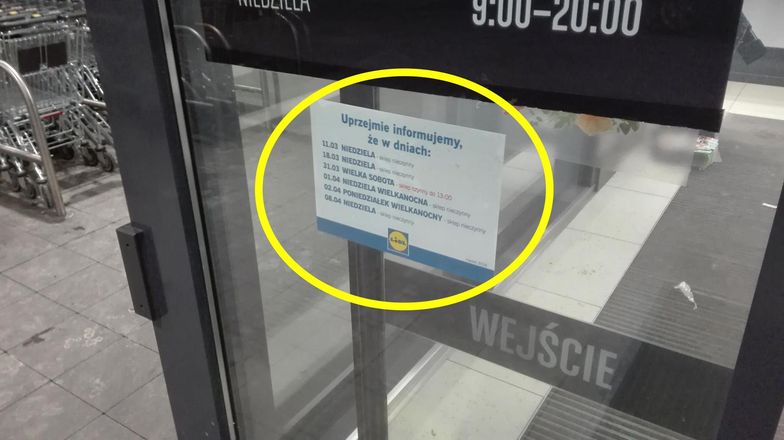 NIEDZIELA
9:00–20:00
Uprzejmie informujemy,
że w dniach:
11.03 NIEDZIELA - sklep nieczynny
18.03 NIEDZIELA - sklep nieczynny
31.03 WIELKA SOBOTA - sklep czynny do 13:00
01.04 NIEDZIELA WIELKANOCNA - sklep nieczynny
02.04 PONIEDZIAŁEK WIELKANOCNY - sklep nieczynny
08.04 NIEDZIELA - sklep nieczynny
LIDL
WEJŚCIE